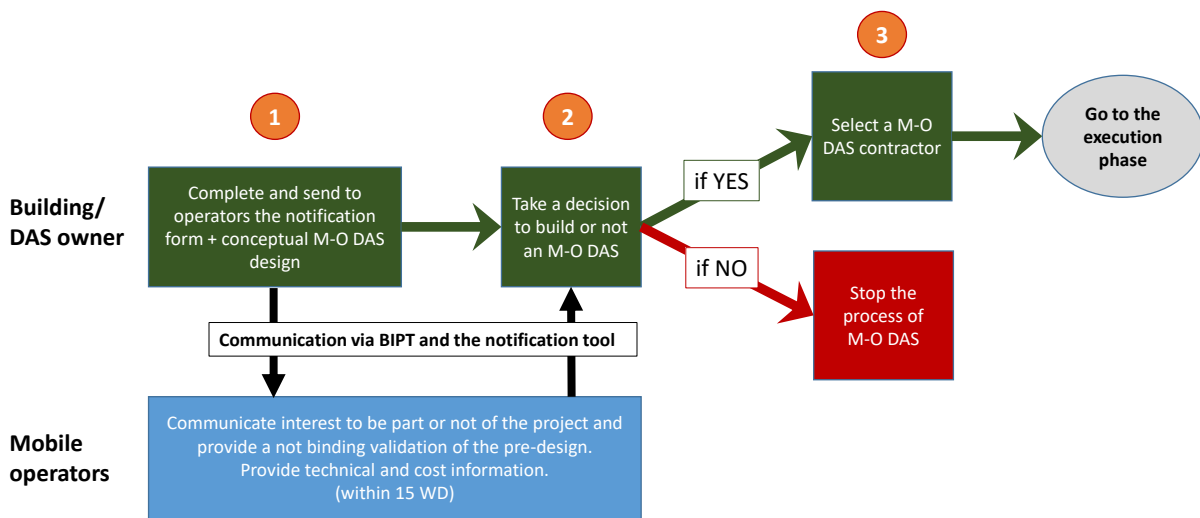 1
2
3
Building/
DAS owner
Complete and send to
operators the notification
form + conceptual M-O DAS
design
Take a decision
to build or not
an M-O DAS
if YES
if NO
Select a M-O
DAS contractor
Go to the
execution
phase
Stop the
process of
M-O DAS
Communication via BIPT and the notification tool
Mobile
operators
Communicate interest to be part or not of the project and
provide a not binding validation of the pre-design.
Provide technical and cost information.
(within 15 WD)